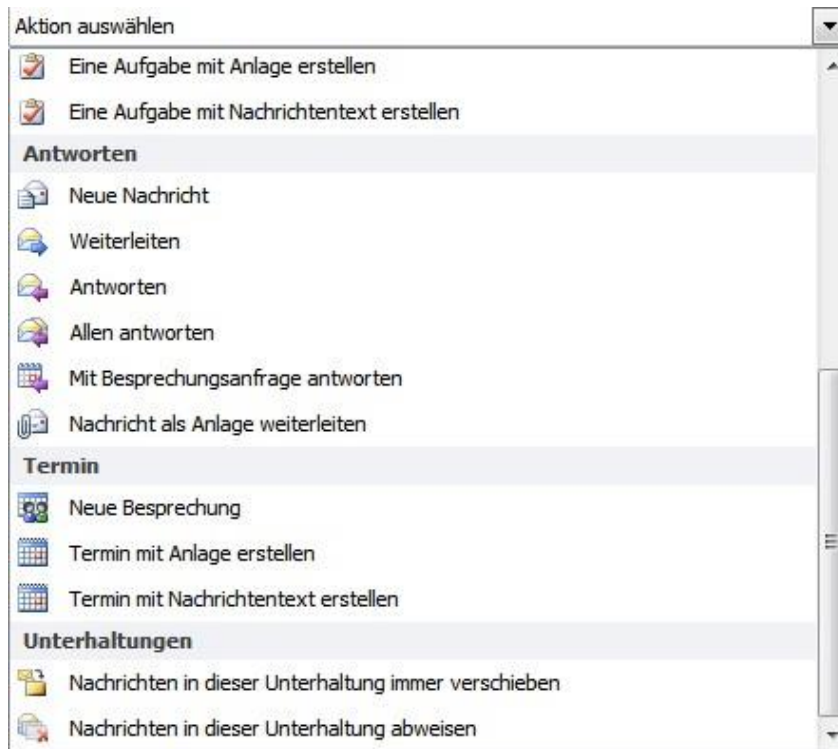 Aktion auswählen
Eine Aufgabe mit Anlage erstellen
Eine Aufgabe mit Nachrichtentext erstellen
Antworten
Neue Nachricht
Weiterleiten
Antworten
Allen antworten
Mit Besprechungsanfrage antworten
Nachricht als Anlage weiterleiten
Termin
Neue Besprechung
Termin mit Anlage erstellen
Termin mit Nachrichtentext erstellen
Unterhaltungen
Nachrichten in dieser Unterhaltung immer verschieben
Nachrichten in dieser Unterhaltung abweisen